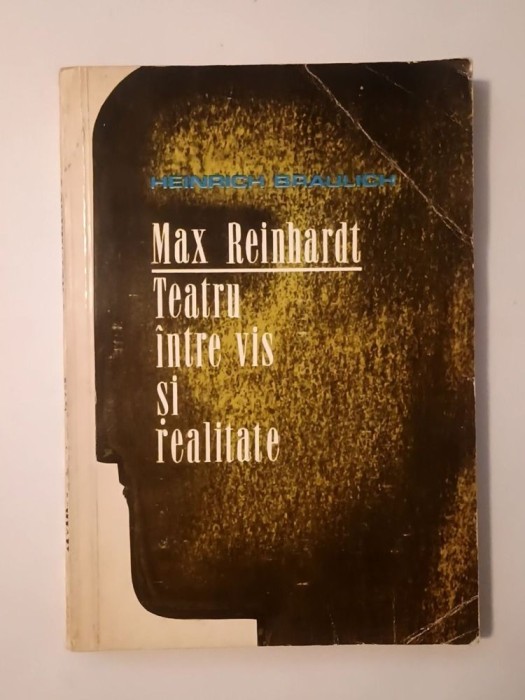 HEINRICH BRAULICH
Max Reinhardt
Teatru
între vis
și
realitate